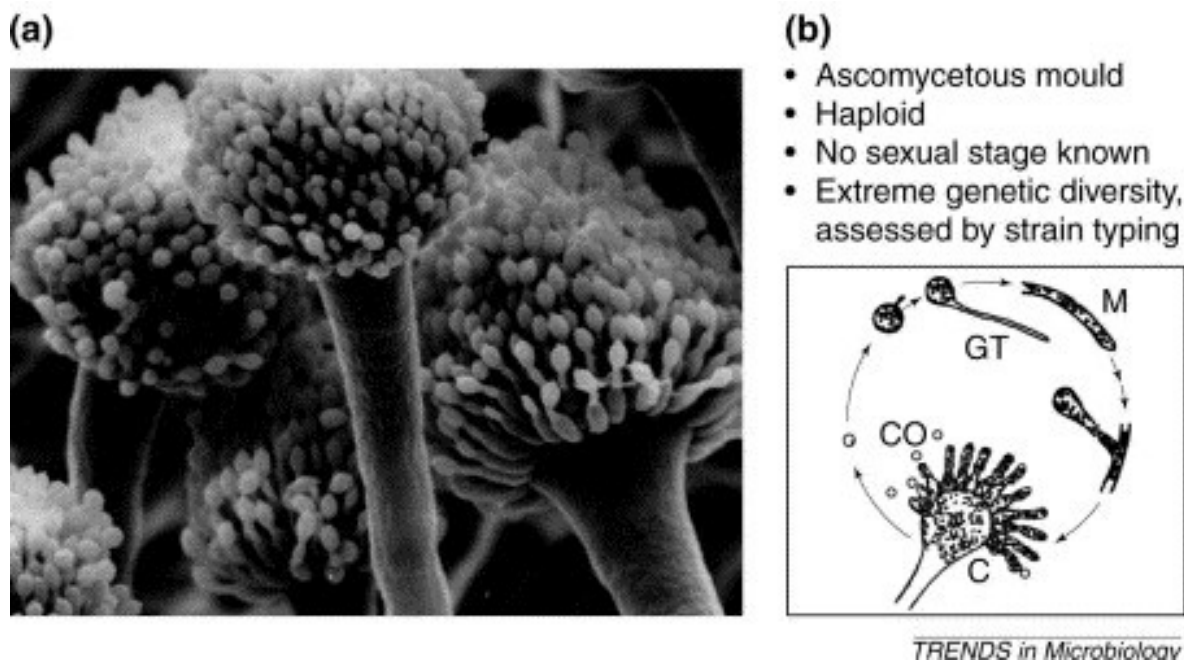 (a)
(b)
• Ascomycetous mould
• Haploid
• No sexual stage known
• Extreme genetic diversity,
assessed by strain typing
M
GT
CO
C
TRENDS in Microbiology